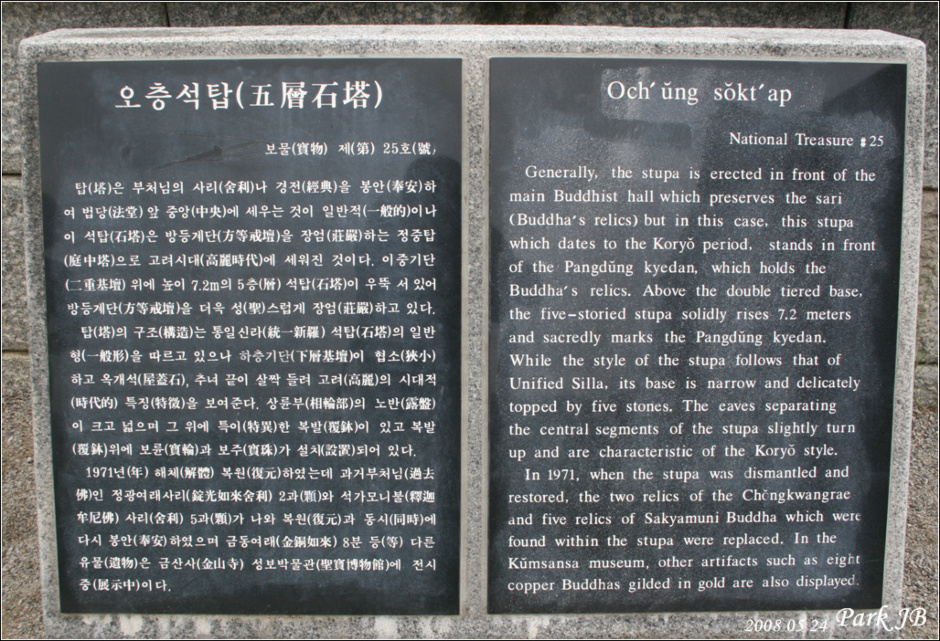 오층석탑(五層石塔)
보물(寶物) 제(第) 25호(號)
탑(塔)은 부처님의 사리(舍利)나 경전(經典)을 봉안(奉安)하
여 법당(法堂) 앞 중앙(中央)에 세우는 것이 일반적(一般的)이나
이 석탑(石塔)은 방등계단(方等戒壇)을 장엄(莊嚴)하는 정중탑
(庭中塔)으로 고려시대(高麗時代)에 세워진 것이다. 이중기단
(二重基壇) 위에 높이 7.2m의 5층(層) 석탑(石塔)이 우뚝 서 있어
방등계단(方等戒壇)을 더욱 성(聖)스럽게 장엄(莊嚴)하고 있다.
탑(塔)의 구조(構造)는 통일신라(統一新羅) 석탑(石塔)의 일반
형(一般形)을 따르고 있으나 하층기단(下層基壇)이 협소(狹小)
하고 옥개석(屋蓋石), 추녀 끝이 살짝 들려 고려(高麗)의 시대적
(時代的) 특징(特徵)을 보여준다. 상륜부(相輪部)의 노반(露盤)
이 크고 넓으며 그 위에 특이(特異)한 복발(覆鉢)이 있고 복발
(覆鉢)위에 보륜(寶輪)과 보주(寶珠)가 설치(設置)되어 있다.
1971년(年) 해체(解體) 복원(復元)하였는데 과거부처님(過去
佛)인 정광여래사리(錠光如來舍利) 2과(顆)와 석가모니불(釋迦
牟尼佛) 사리(舍利) 5과(顆)가 나와 복원(復元)과 동시(同時)에
다시 봉안(奉安)하였으며 금동여래(金銅如來) 8분 등(等) 다른
유물(遺物)은 금산사(金山寺) 성보박물관(聖寶博物館)에 전시
중(展示中)이다.
Och'ŭng sŏkt'ap
National Treasure #25
Generally, the stupa is erected in front of the
main Buddhist hall which preserves the sari
(Buddha's relics) but in this case, this stupa
which dates to the Koryŏ period, stands in front
of the Pangdŭng kyedan, which holds the
Buddha's relics. Above the double tiered base,
the five-storied stupa solidly rises 7.2 meters
and sacredly marks the Pangdŭng kyedan.
While the style of the stupa follows that of
Unified Silla, its base is narrow and delicately
topped by five stones. The eaves separating
the central segments of the stupa slightly turn
up and are characteristic of the Koryŏ style.
In 1971, when the stupa was dismantled and
restored, the two relics of the Chŏngkwangrae
and five relics of Sakyamuni Buddha which were
found within the stupa were replaced. In the
Kŭmsansa museum, other artifacts such as eight
copper Buddhas gilded in gold are also displayed.
2008.05.24 Park JB